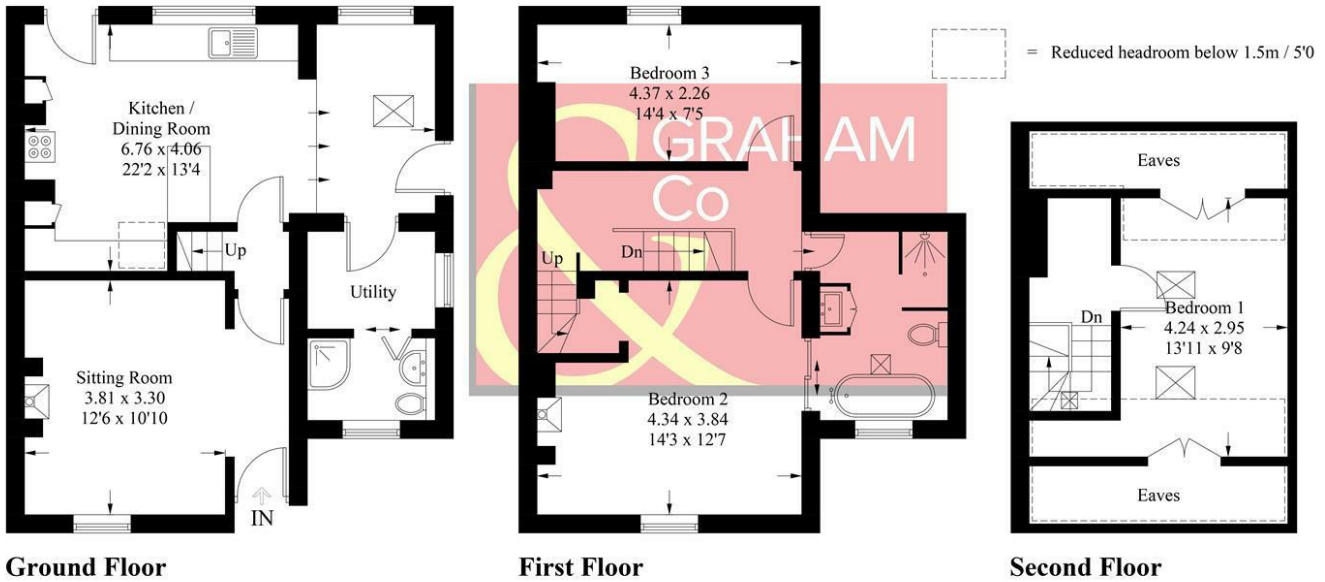 Kitchen /
Dining Room
6.76 x 4.06
22'2 x 13'4
Up
Utility
Sitting Room
3.81 x 3.30
12'6 x 10'10
IN
Ground Floor
Bedroom 3
4.37 x 2.26
14'4 x 7'5
& GRAHAM
Co
Up
Dn
Bedroom 2
4.34 x 3.84
14'3 x 12'7
First Floor
= Reduced headroom below 1.5m / 5'0
Eaves
Dn
Bedroom 1
4.24 x 2.95
13'11 x 9'8
Eaves
Second Floor